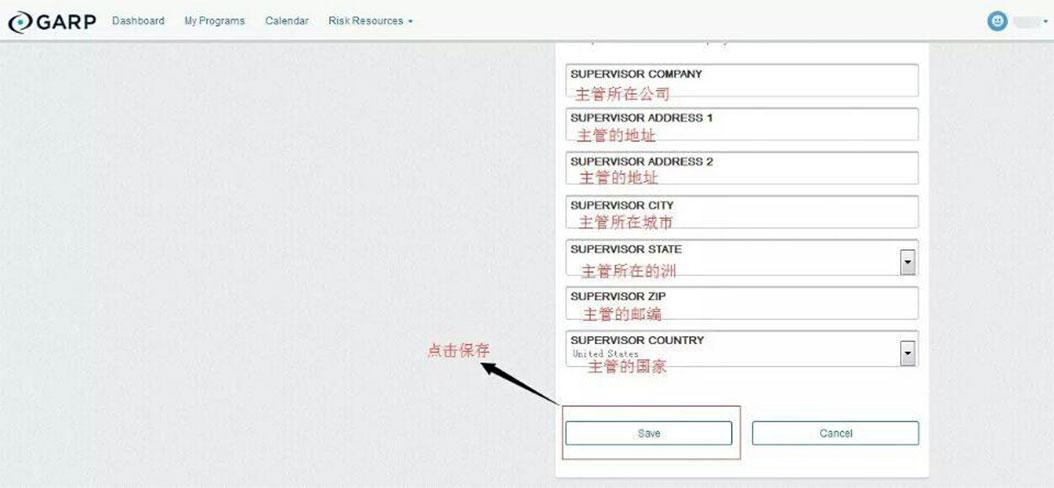 GARP Dashboard My Programs Calendar Risk Resources
SUPERVISOR COMPANY
主管所在公司
SUPERVISOR ADDRESS 1
主管的地址
SUPERVISOR ADDRESS 2
主管的地址
SUPERVISOR CITY
主管所在城市
SUPERVISOR STATE
主管所在的洲
SUPERVISOR ZIP
主管的邮编
SUPERVISOR COUNTRY
United States
主管的国家
点击保存
Save Cancel